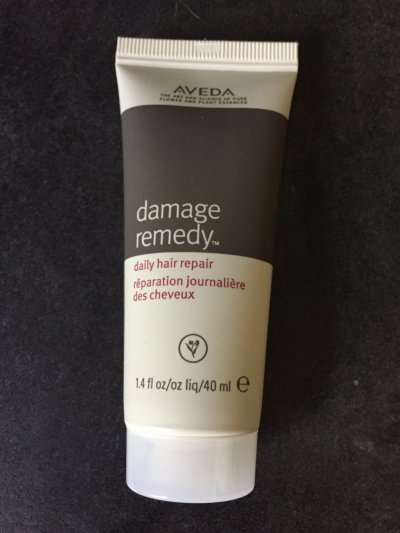 AVEDA
THE ART AND SCIENCE OF PURE
FLOWER AND PLANT ESSENCES
damage
remedy™
daily hair repair
réparation journalière
des cheveux
1.4 fl oz/oz liq/40 ml ℮